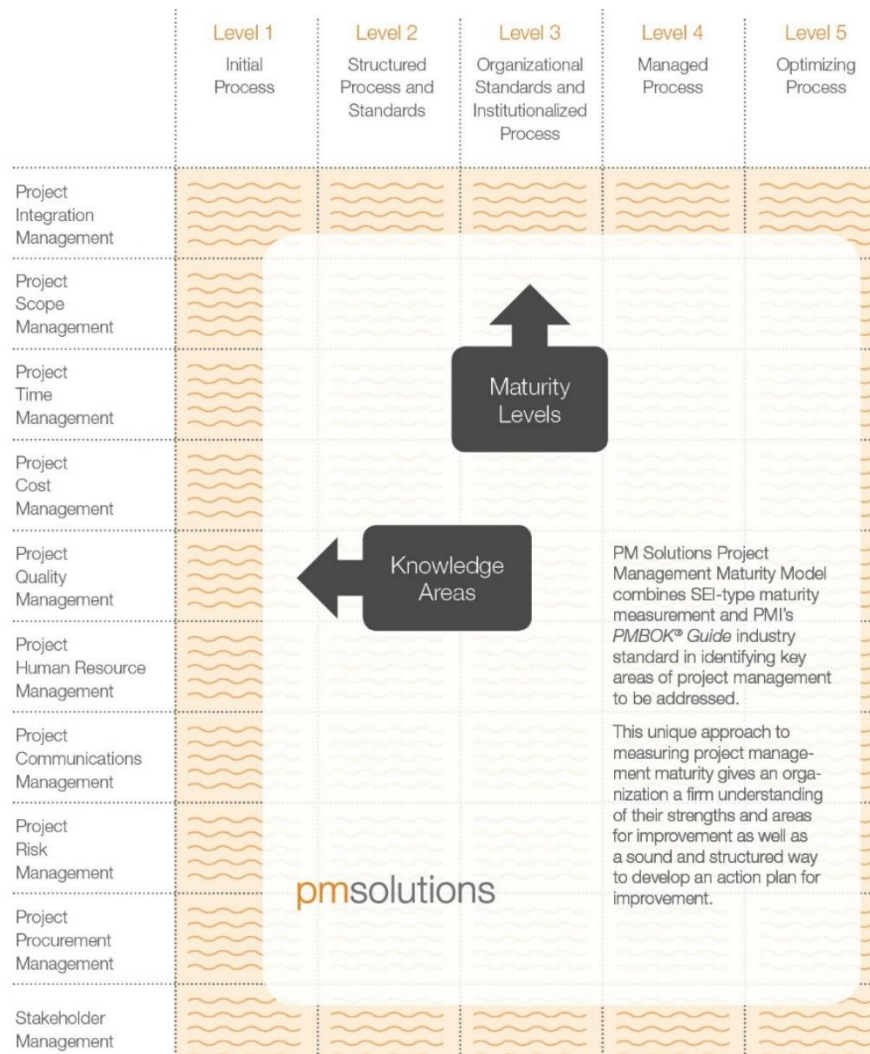 Level 1
Initial
Process
Level 2
Structured
Process and
Standards
Level 3
Organizational
Standards and
Institutionalized
Process
Level 4
Managed
Process
Level 5
Optimizing
Process
Project
Integration
Management
Project
Scope
Management
Project
Time
Management
Project
Cost
Management
Project
Quality
Management
Project
Human Resource
Management
Project
Communications
Management
Project
Risk
Management
Project
Procurement
Management
Stakeholder
Management
Maturity
Levels
Knowledge
Areas
PM Solutions Project
Management Maturity Model
combines SEI-type maturity
measurement and PMI's
PMBOK® Guide industry
standard in identifying key
areas of project management
to be addressed.
This unique approach to
measuring project manage-
ment maturity gives an orga-
nization a firm understanding
of their strengths and areas
for improvement as well as
a sound and structured way
to develop an action plan for
improvement.
pmsolutions